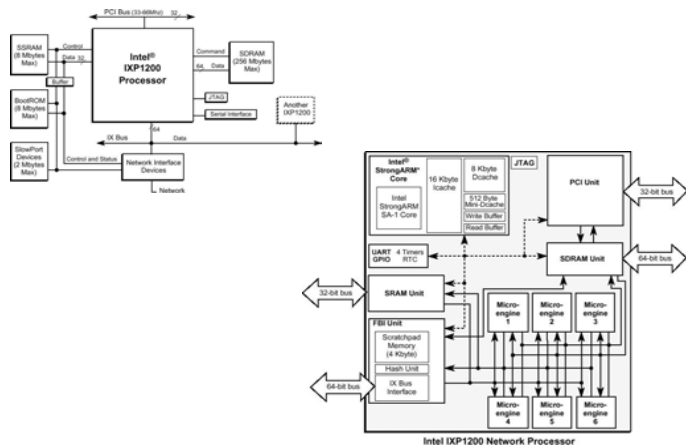 PCI Bus (33-66Mhz) 32
SSRAM
(8 Mbytes
Max)
Control
Data 32
Buffer
Intel®
IXP1200
Processor
Command
64 Data
SDRAM
(256 Mbytes
Max)
BootROM
(8 Mbytes
Max)
JTAG
Serial Interface
Another
IXP1200
64
IX Bus
Data
SlowPort
Devices
(2 Mbytes
Max)
Control and Status
Network Interface
Devices
Network
Intel®
StrongARM*
Core
Intel
StrongARM
SA-1 Core
16 Kbyte
Icache
8 Kbyte
Dcache
512 Byte
Mini-Dcache
Write Buffer
Read Buffer
JTAG
PCI Unit
32-bit bus
UART
GPIO
4 Timers
RTC
SDRAM Unit
64-bit bus
32-bit bus
SRAM Unit
FBI Unit
Scratchpad
Memory
(4 Kbyte)
Hash Unit
IX Bus
Interface
64-bit bus
Micro-
engine
1
Micro-
engine
2
Micro-
engine
3
Micro-
engine
4
Micro-
engine
5
Micro-
engine
6
Intel IXP1200 Network Processor